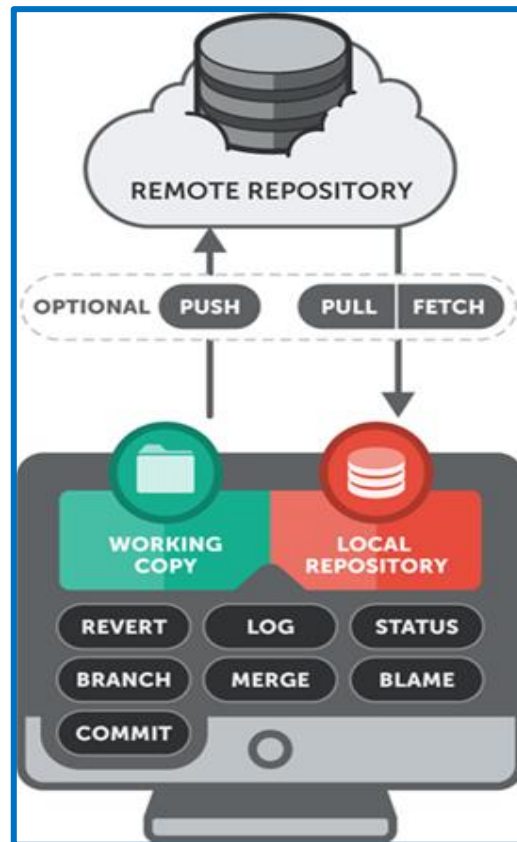 REMOTE REPOSITORY
OPTIONAL PUSH PULL FETCH
WORKING
COPY
LOCAL
REPOSITORY
REVERT LOG STATUS
BRANCH MERGE BLAME
COMMIT